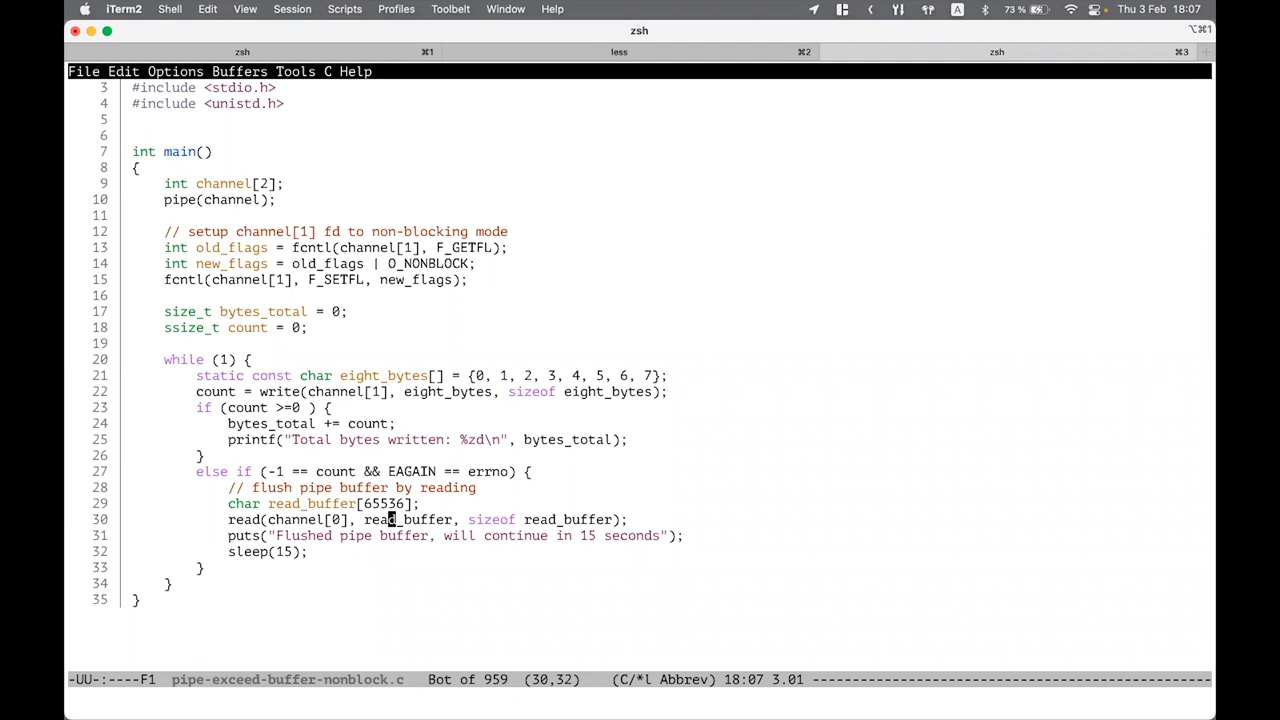 iTerm2 Shell Edit View Session Scripts Profiles Toolbelt Window Help A 73 % Thu 3 Feb 18:07
zsh ⌥⌘1
zsh ⌘1 less ⌘2 zsh ⌘3
File Edit Options Buffers Tools C Help
3 #include <stdio.h>
4 #include <unistd.h>
5
6
7 int main()
8 {
9 int channel[2];
10 pipe(channel);
11
12 // setup channel[1] fd to non-blocking mode
13 int old_flags = fcntl(channel[1], F_GETFL);
14 int new_flags = old_flags | O_NONBLOCK;
15 fcntl(channel[1], F_SETFL, new_flags);
16
17 size_t bytes_total = 0;
18 ssize_t count = 0;
19
20 while (1) {
21 static const char eight_bytes[] = {0, 1, 2, 3, 4, 5, 6, 7};
22 count = write(channel[1], eight_bytes, sizeof eight_bytes);
23 if (count >=0 ) {
24 bytes_total += count;
25 printf("Total bytes written: %zd\n", bytes_total);
26 }
27 else if (-1 == count && EAGAIN == errno) {
28 // flush pipe buffer by reading
29 char read_buffer[65536];
30 read(channel[0], read_buffer, sizeof read_buffer);
31 puts("Flushed pipe buffer, will continue in 15 seconds");
32 sleep(15);
33 }
34 }
35 }
-UU-:----F1 pipe-exceed-buffer-nonblock.c Bot of 959 (30,32) (C/*l Abbrev) 18:07 3.01 --------------------------------------------------